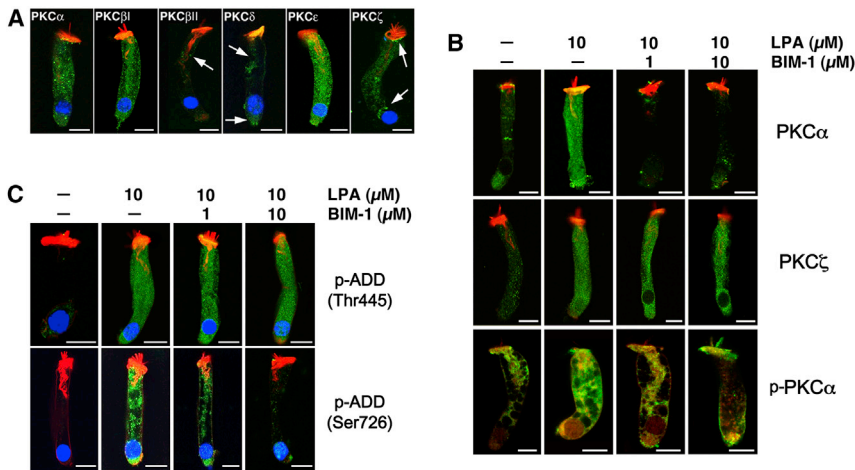 A
PKCα PKCβI PKCβII PKCδ PKCε PKCζ
B
– 10 10 10 LPA (µM)
– – 1 10 BIM-1 (µM)
PKCα
PKCζ
p-PKCα
C
– 10 10 10 LPA (µM)
– – 1 10 BIM-1 (µM)
p-ADD
(Thr445)
p-ADD
(Ser726)